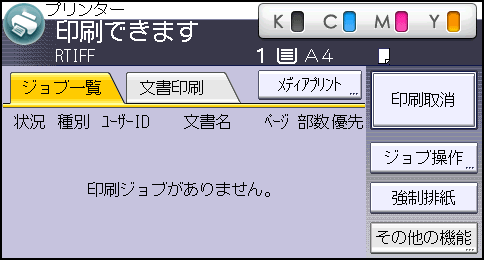 プリンター
印刷できます
RTIFF
1 A4
K C M Y
ジョブ一覧 文書印刷 メディアプリント...
状況 種別 ユーザーID 文書名 ページ 部数 優先
印刷ジョブがありません。
印刷取消
ジョブ操作...
強制排紙
その他の機能...